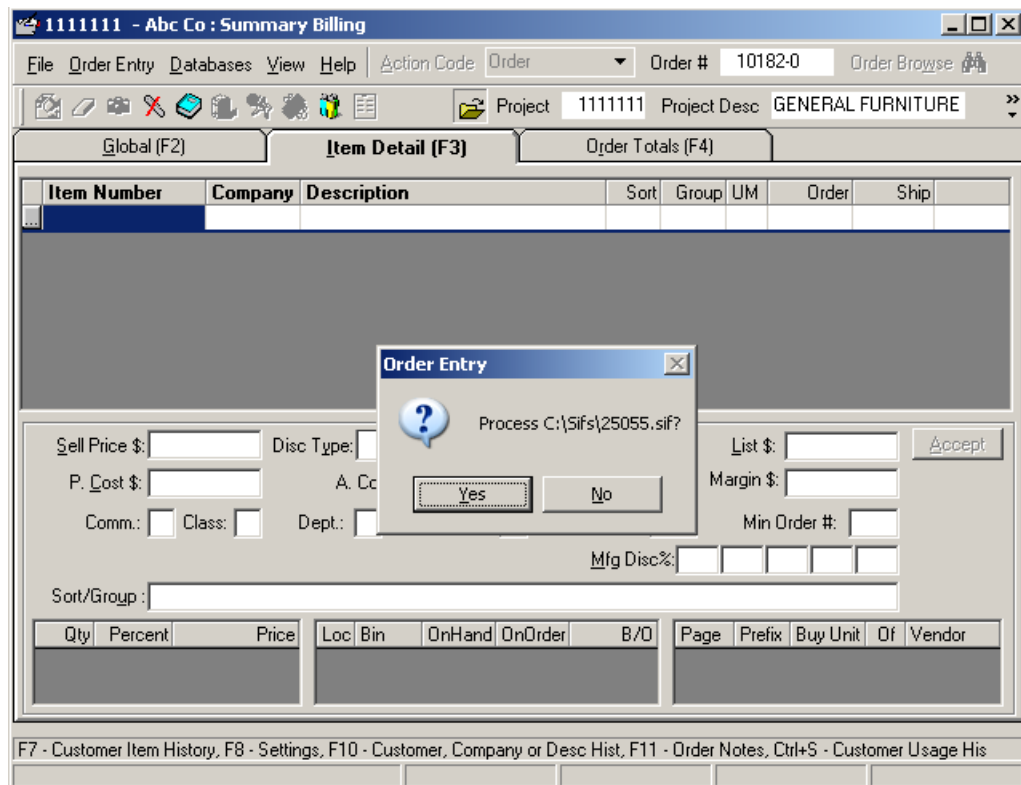 1111111 - Abc Co : Summary Billing
File Order Entry Databases View Help Action Code Order Order # 10182-0 Order Browse
Project 1111111 Project Desc GENERAL FURNITURE »
Global (F2) Item Detail (F3) Order Totals (F4)
Item Number Company Description Sort Group UM Order Ship
...
Order Entry
Process C:\Sifs\25055.sif?
Yes No
Sell Price $: Disc Type: List $: Accept
P. Cost $: A. Co Margin $:
Comm.: Class: Dept.: Min Order #:
Mfg Disc%:
Sort/Group :
Qty Percent Price Loc Bin OnHand OnOrder B/O Page Prefix Buy Unit Of Vendor
F7 - Customer Item History, F8 - Settings, F10 - Customer, Company or Desc Hist, F11 - Order Notes, Ctrl+S - Customer Usage His